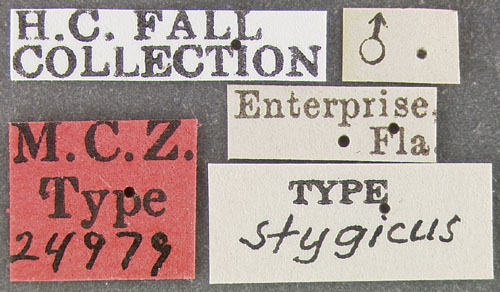 H.C. FALL
COLLECTION
♂
Enterprise,
Fla.
M.C.Z.
Type
24979
TYPE
stygicus